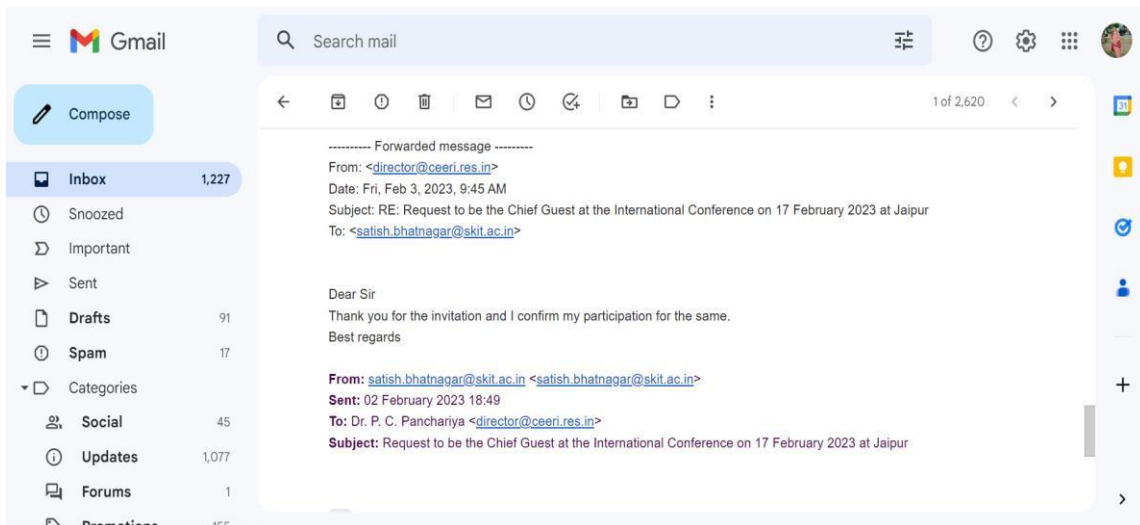 Gmail
Search mail
Compose
1 of 2,620
31
Inbox 1,227
Snoozed
Important
Sent
Drafts 91
Spam 17
Categories
Social 45
Updates 1,077
Forums 1
Promotions 155
---------- Forwarded message ---------
From: <director@ceeri.res.in>
Date: Fri, Feb 3, 2023, 9:45 AM
Subject: RE: Request to be the Chief Guest at the International Conference on 17 February 2023 at Jaipur
To: <satish.bhatnagar@skit.ac.in>
Dear Sir
Thank you for the invitation and I confirm my participation for the same.
Best regards
From: satish.bhatnagar@skit.ac.in <satish.bhatnagar@skit.ac.in>
Sent: 02 February 2023 18:49
To: Dr. P. C. Panchariya <director@ceeri.res.in>
Subject: Request to be the Chief Guest at the International Conference on 17 February 2023 at Jaipur